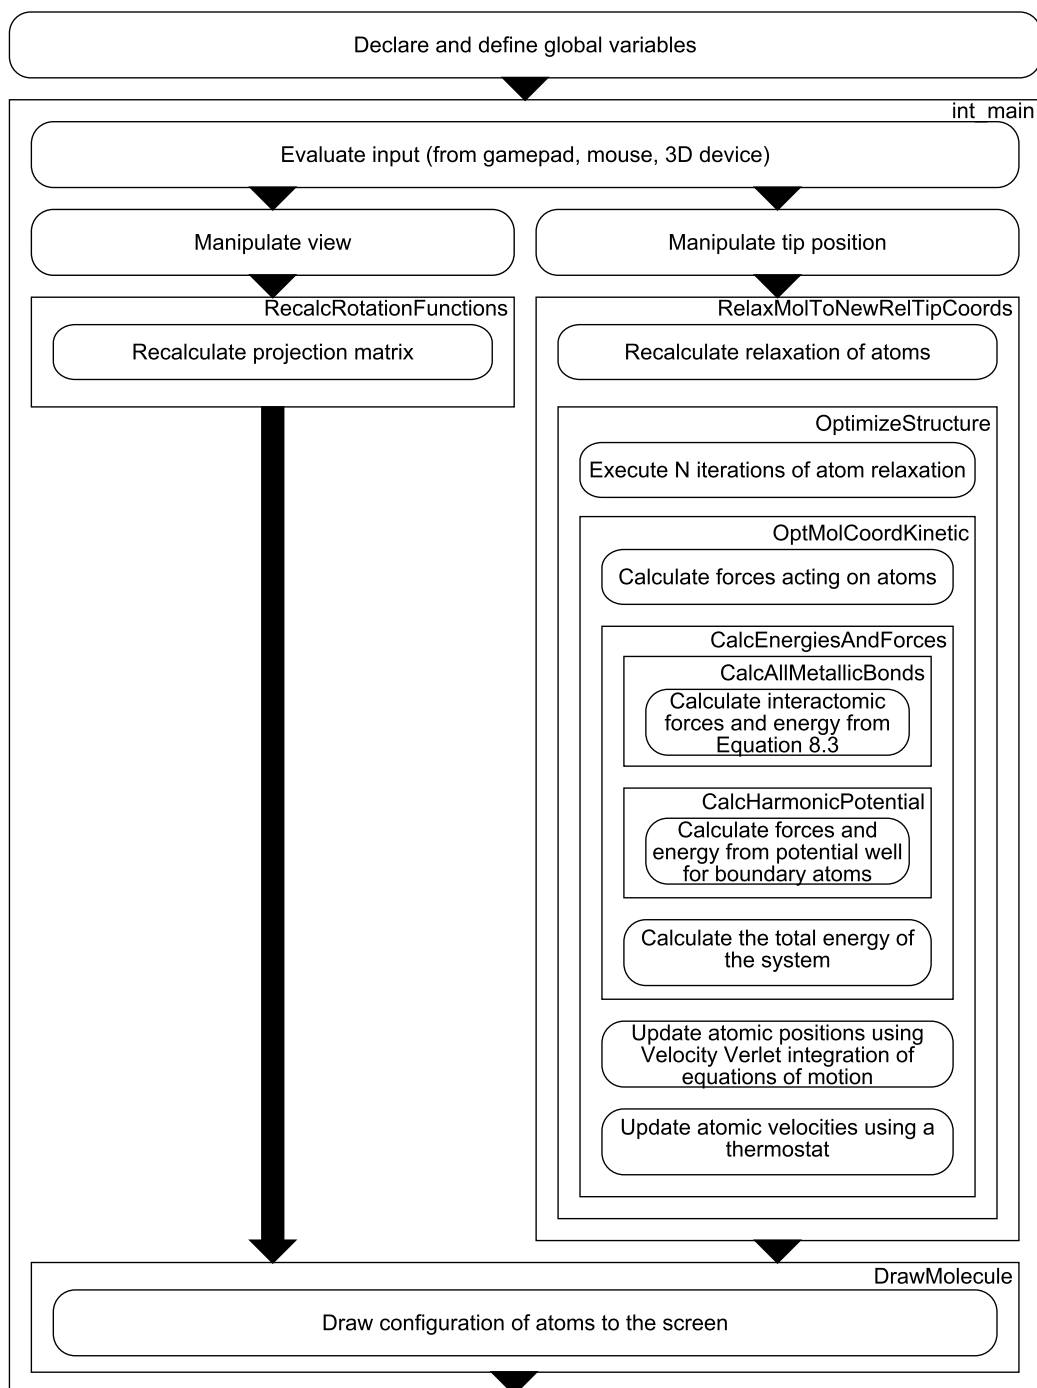 Declare and define global variables
int_main
Evaluate input (from gamepad, mouse, 3D device)
Manipulate view
Manipulate tip position
RecalcRotationFunctions
Recalculate projection matrix
RelaxMolToNewRelTipCoords
Recalculate relaxation of atoms
OptimizeStructure
Execute N iterations of atom relaxation
OptMolCoordKinetic
Calculate forces acting on atoms
CalcEnergiesAndForces
CalcAllMetallicBonds
Calculate interactomic
forces and energy from
Equation 8.3
CalcHarmonicPotential
Calculate forces and
energy from potential well
for boundary atoms
Calculate the total energy of
the system
Update atomic positions using
Velocity Verlet integration of
equations of motion
Update atomic velocities using a
thermostat
DrawMolecule
Draw configuration of atoms to the screen